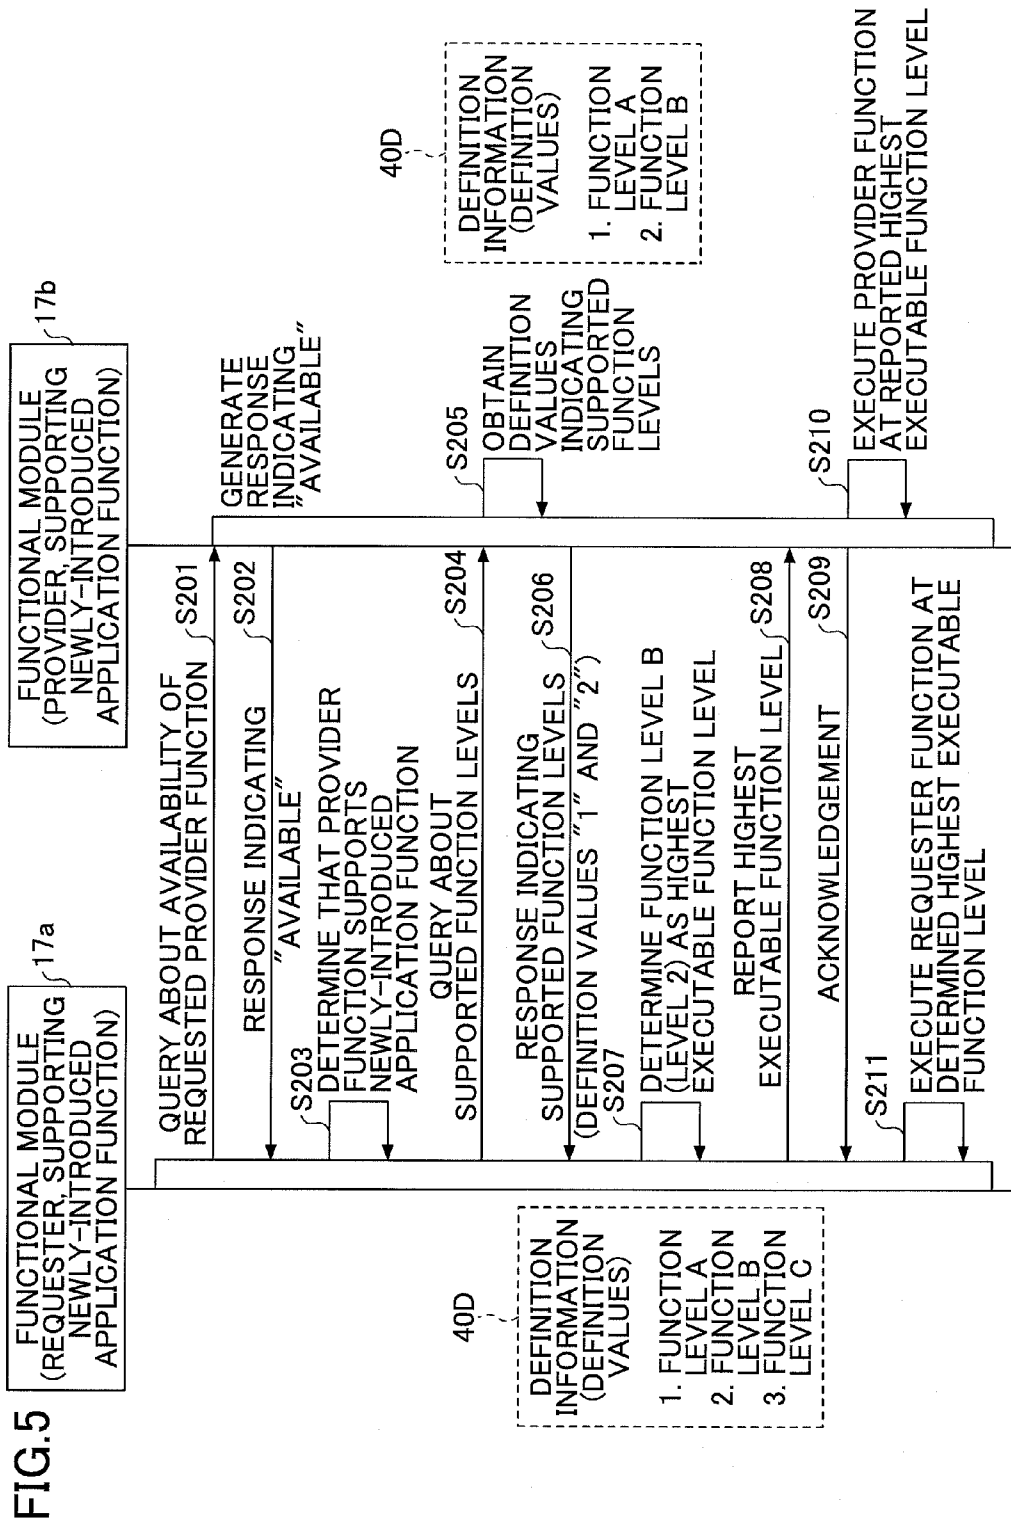 FIG.5
FUNCTIONAL MODULE
(REQUESTER, SUPPORTING
NEWLY-INTRODUCED
APPLICATION FUNCTION)
17a
FUNCTIONAL MODULE
(PROVIDER, SUPPORTING
NEWLY-INTRODUCED
APPLICATION FUNCTION)
17b
QUERY ABOUT AVAILABILITY OF
REQUESTED PROVIDER FUNCTION
S201
GENERATE
RESPONSE
INDICATING
"AVAILABLE"
RESPONSE INDICATING
"AVAILABLE"
S202
S203
DETERMINE THAT PROVIDER
FUNCTION SUPPORTS
NEWLY-INTRODUCED
APPLICATION FUNCTION
QUERY ABOUT
SUPPORTED FUNCTION LEVELS
S204
S205
OBTAIN
DEFINITION
VALUES
INDICATING
SUPPORTED
FUNCTION
LEVELS
40D
DEFINITION
INFORMATION
(DEFINITION
VALUES)
1. FUNCTION
LEVEL A
2. FUNCTION
LEVEL B
RESPONSE INDICATING
SUPPORTED FUNCTION LEVELS
(DEFINITION VALUES "1" AND "2")
S206
40D
DEFINITION
INFORMATION
(DEFINITION
VALUES)
1. FUNCTION
LEVEL A
2. FUNCTION
LEVEL B
3. FUNCTION
LEVEL C
S207
DETERMINE FUNCTION LEVEL B
(LEVEL 2) AS HIGHEST
EXECUTABLE FUNCTION LEVEL
REPORT HIGHEST
EXECUTABLE FUNCTION LEVEL
S208
ACKNOWLEDGEMENT
S209
S210
EXECUTE PROVIDER FUNCTION
AT REPORTED HIGHEST
EXECUTABLE FUNCTION LEVEL
S211
EXECUTE REQUESTER FUNCTION AT
DETERMINED HIGHEST EXECUTABLE
FUNCTION LEVEL